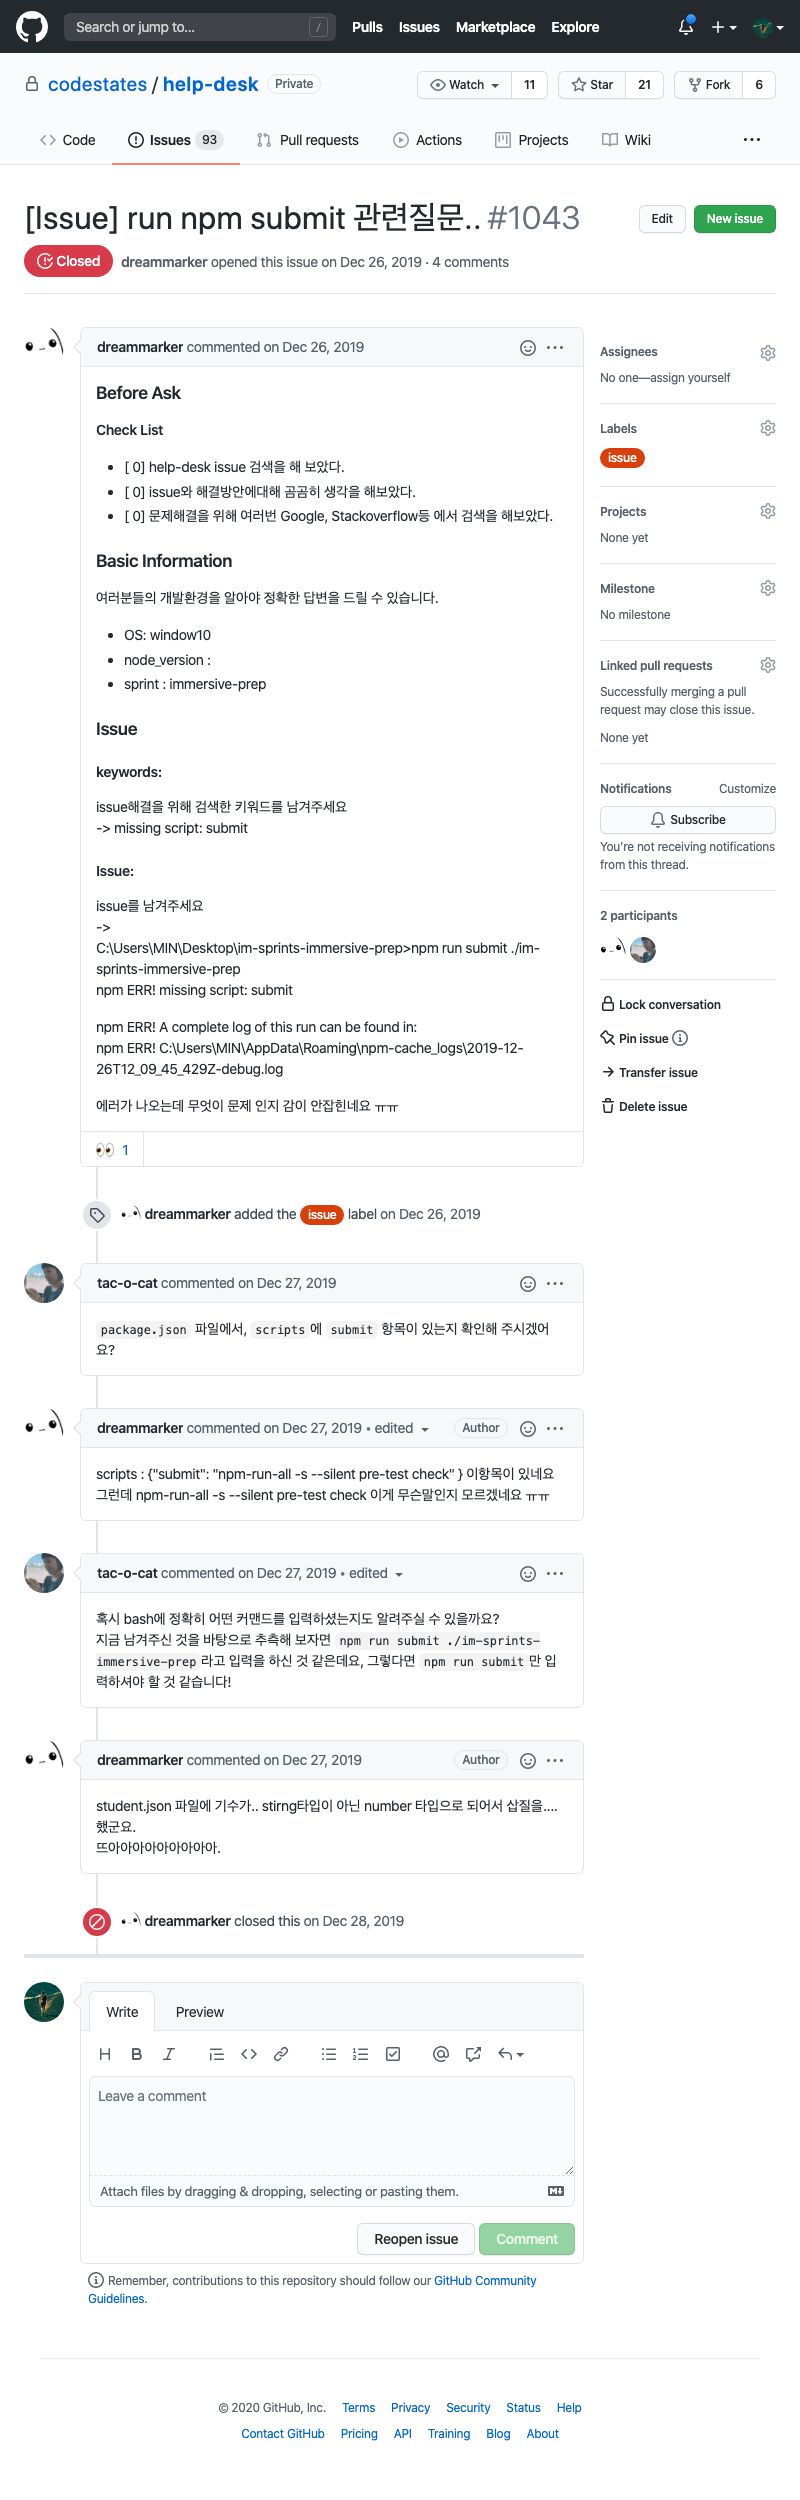 Search or jump to... /
Pulls Issues Marketplace Explore
codestates / help-desk Private
Watch 11 Star 21 Fork 6
Code Issues 93 Pull requests Actions Projects Wiki
[Issue] run npm submit 관련질문.. #1043
Edit New issue
Closed dreammarker opened this issue on Dec 26, 2019 · 4 comments
dreammarker commented on Dec 26, 2019
Before Ask
Check List
• [ 0] help-desk issue 검색을 해 보았다.
• [ 0] issue와 해결방안에대해 곰곰히 생각을 해보았다.
• [ 0] 문제해결을 위해 여러번 Google, Stackoverflow등 에서 검색을 해보았다.
Basic Information
여러분들의 개발환경을 알아야 정확한 답변을 드릴 수 있습니다.
• OS: window10
• node_version :
• sprint : immersive-prep
Issue
keywords:
issue해결을 위해 검색한 키워드를 남겨주세요
-> missing script: submit
Issue:
issue를 남겨주세요
->
C:\Users\MIN\Desktop\im-sprints-immersive-prep>npm run submit ./im-
sprints-immersive-prep
npm ERR! missing script: submit
npm ERR! A complete log of this run can be found in:
npm ERR! C:\Users\MIN\AppData\Roaming\npm-cache_logs\2019-12-
26T12_09_45_429Z-debug.log
에러가 나오는데 무엇이 문제 인지 감이 안잡힌네요 ㅠㅠ
👀 1
dreammarker added the issue label on Dec 26, 2019
tac-o-cat commented on Dec 27, 2019
package.json 파일에서, scripts 에 submit 항목이 있는지 확인해 주시겠어
요?
dreammarker commented on Dec 27, 2019 • edited Author
scripts : {"submit": "npm-run-all -s --silent pre-test check" } 이항목이 있네요
그런데 npm-run-all -s --silent pre-test check 이게 무슨말인지 모르겠네요 ㅠㅠ
tac-o-cat commented on Dec 27, 2019 • edited
혹시 bash에 정확히 어떤 커맨드를 입력하셨는지도 알려주실 수 있을까요?
지금 남겨주신 것을 바탕으로 추측해 보자면 npm run submit ./im-sprints-
immersive-prep 라고 입력을 하신 것 같은데요, 그렇다면 npm run submit 만 입
력하셔야 할 것 같습니다!
dreammarker commented on Dec 27, 2019 Author
student.json 파일에 기수가.. stirng타입이 아닌 number 타입으로 되어서 삽질을....
했군요.
뜨아아아아아아아아아.
dreammarker closed this on Dec 28, 2019
Write Preview
Leave a comment
Attach files by dragging & dropping, selecting or pasting them.
Reopen issue Comment
Remember, contributions to this repository should follow our GitHub Community
Guidelines.
Assignees
No one—assign yourself
Labels
issue
Projects
None yet
Milestone
No milestone
Linked pull requests
Successfully merging a pull
request may close this issue.
None yet
Notifications Customize
Subscribe
You're not receiving notifications
from this thread.
2 participants
Lock conversation
Pin issue
Transfer issue
Delete issue
© 2020 GitHub, Inc. Terms Privacy Security Status Help
Contact GitHub Pricing API Training Blog About